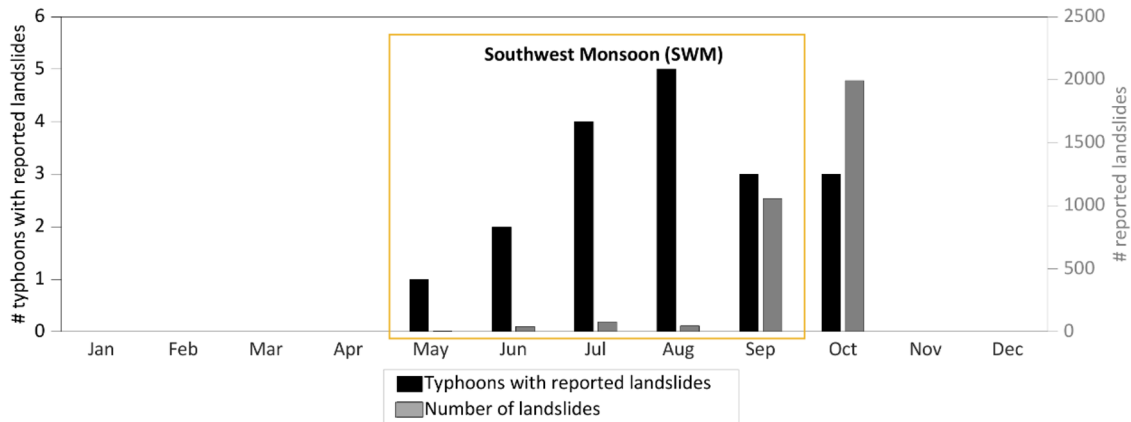 Southwest Monsoon (SWM)
# typhoons with reported landslides
6
5
4
3
2
1
0
2500
2000
1500
1000
500
0
# reported landslides
Jan Feb Mar Apr May Jun Jul Aug Sep Oct Nov Dec
Typhoons with reported landslides
Number of landslides